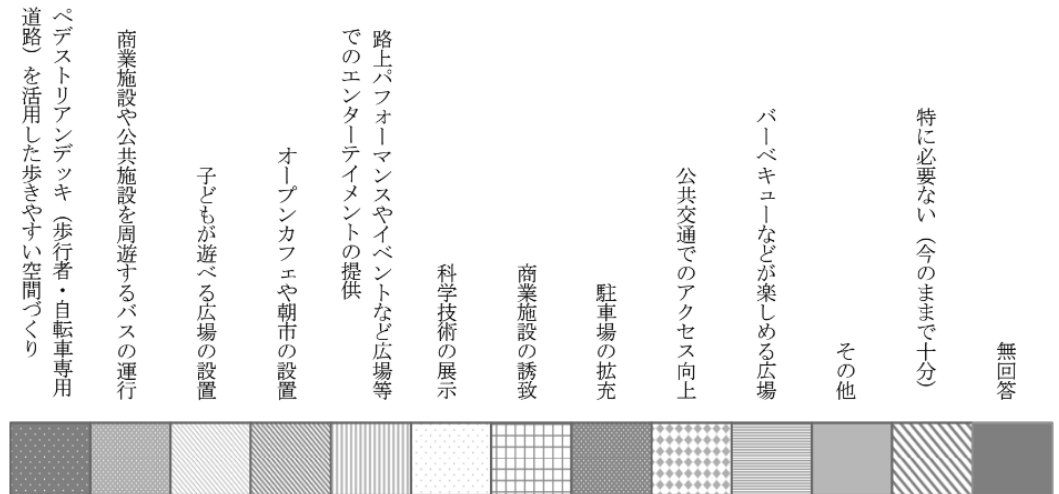 ペデストリアンデッキ（歩行者・自転車専用
道路）を活用した歩きやすい空間づくり
商業施設や公共施設を周遊するバスの運行
子どもが遊べる広場の設置
オープンカフェや朝市の設置
路上パフォーマンスやイベントなど広場等
でのエンターテイメントの提供
科学技術の展示
商業施設の誘致
駐車場の拡充
公共交通でのアクセス向上
バーベキューなどが楽しめる広場
その他
特に必要ない（今のままで十分）
無回答